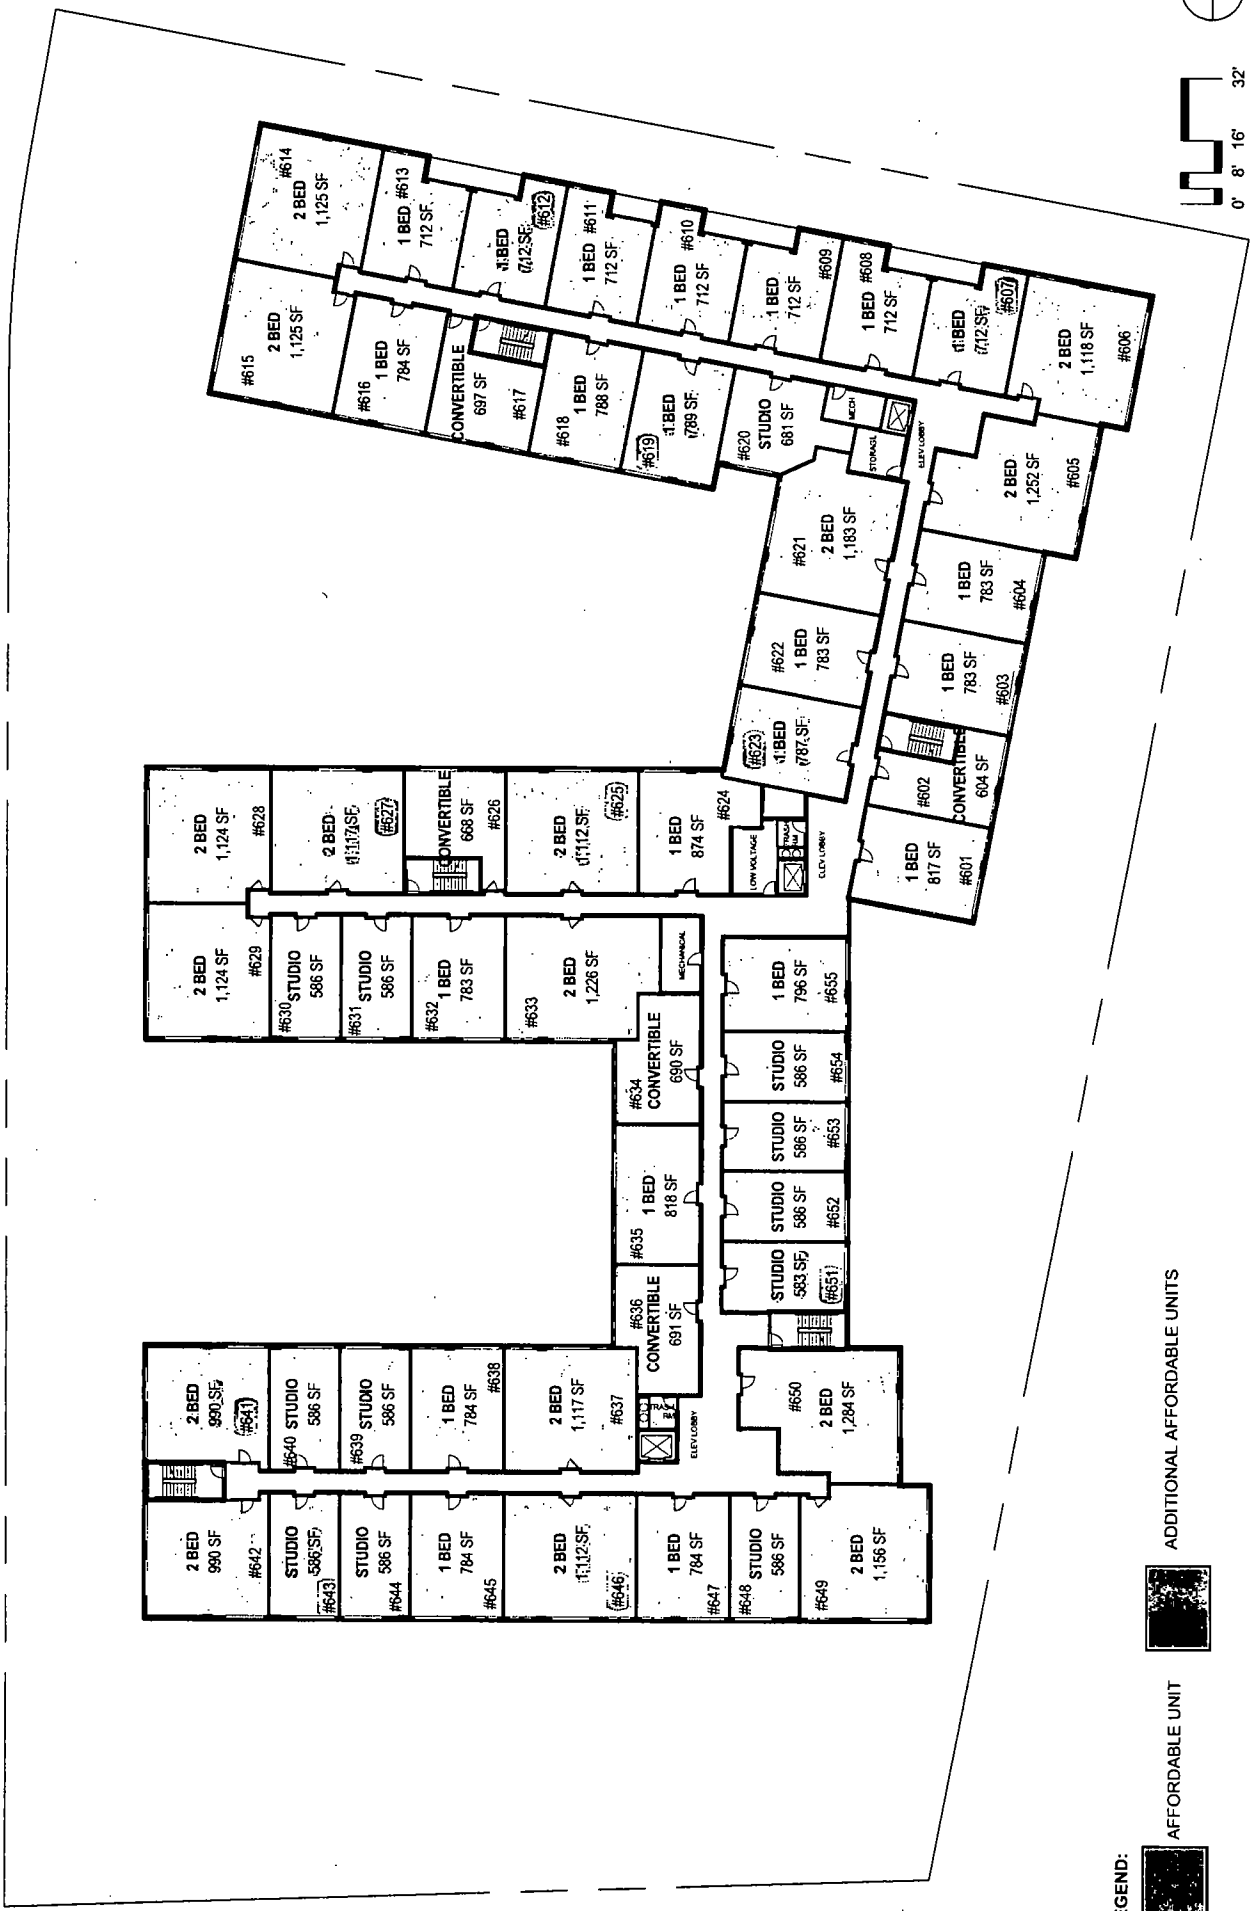 2 BED
990 SF
#642
STUDIO
586 SF
#643
STUDIO
586 SF
#644
1 BED
784 SF
#645
2 BED
1,112 SF
#646
1 BED
784 SF
#647
STUDIO
586 SF
#648
#649
2 BED
1,156 SF
2 BED
990 SF
#641
#640
STUDIO
586 SF
#639
STUDIO
586 SF
1 BED
784 SF
#638
2 BED
1,117 SF
#637
TRASH
RM
ELEV LOBBY
#650
2 BED
1,284 SF
#636
CONVERTIBLE
691 SF
#635
1 BED
818 SF
#634
CONVERTIBLE
690 SF
STUDIO
583 SF
#651
STUDIO
586 SF
#652
STUDIO
586 SF
#653
STUDIO
586 SF
#654
1 BED
796 SF
#655
2 BED
1,124 SF
#629
#630
STUDIO
586 SF
#631
STUDIO
586 SF
#632
1 BED
783 SF
#633
2 BED
1,226 SF
MECHANICAL
2 BED
1,124 SF
#628
2 BED
1,117 SF
#627
CONVERTIBLE
668 SF
#626
2 BED
1,112 SF
#625
1 BED
874 SF
#624
LOW VOLTAGE
TRASH
RM
ELEV LOBBY
1 BED
817 SF
#601
#602
CONVERTIBLE
604 SF
1 BED
783 SF
#603
1 BED
783 SF
#604
2 BED
1,252 SF
#605
#623
1 BED
787 SF
#622
1 BED
783 SF
#621
2 BED
1,183 SF
STORAGE
ELEV LOBBY
MECH
#615
2 BED
1,125 SF
#616
1 BED
784 SF
CONVERTIBLE
697 SF
#617
#618
1 BED
788 SF
#619
1 BED
789 SF
#620
STUDIO
681 SF
#614
2 BED
1,125 SF
1 BED #613
712 SF
1 BED
712 SF
#612
1 BED #611
712 SF
1 BED #610
712 SF
1 BED
712 SF
#609
1 BED #608
712 SF
1 BED
712 SF
#607
2 BED
1,118 SF
#606
GEND:
AFFORDABLE UNIT
ADDITIONAL AFFORDABLE UNITS
0' 8' 16' 32'